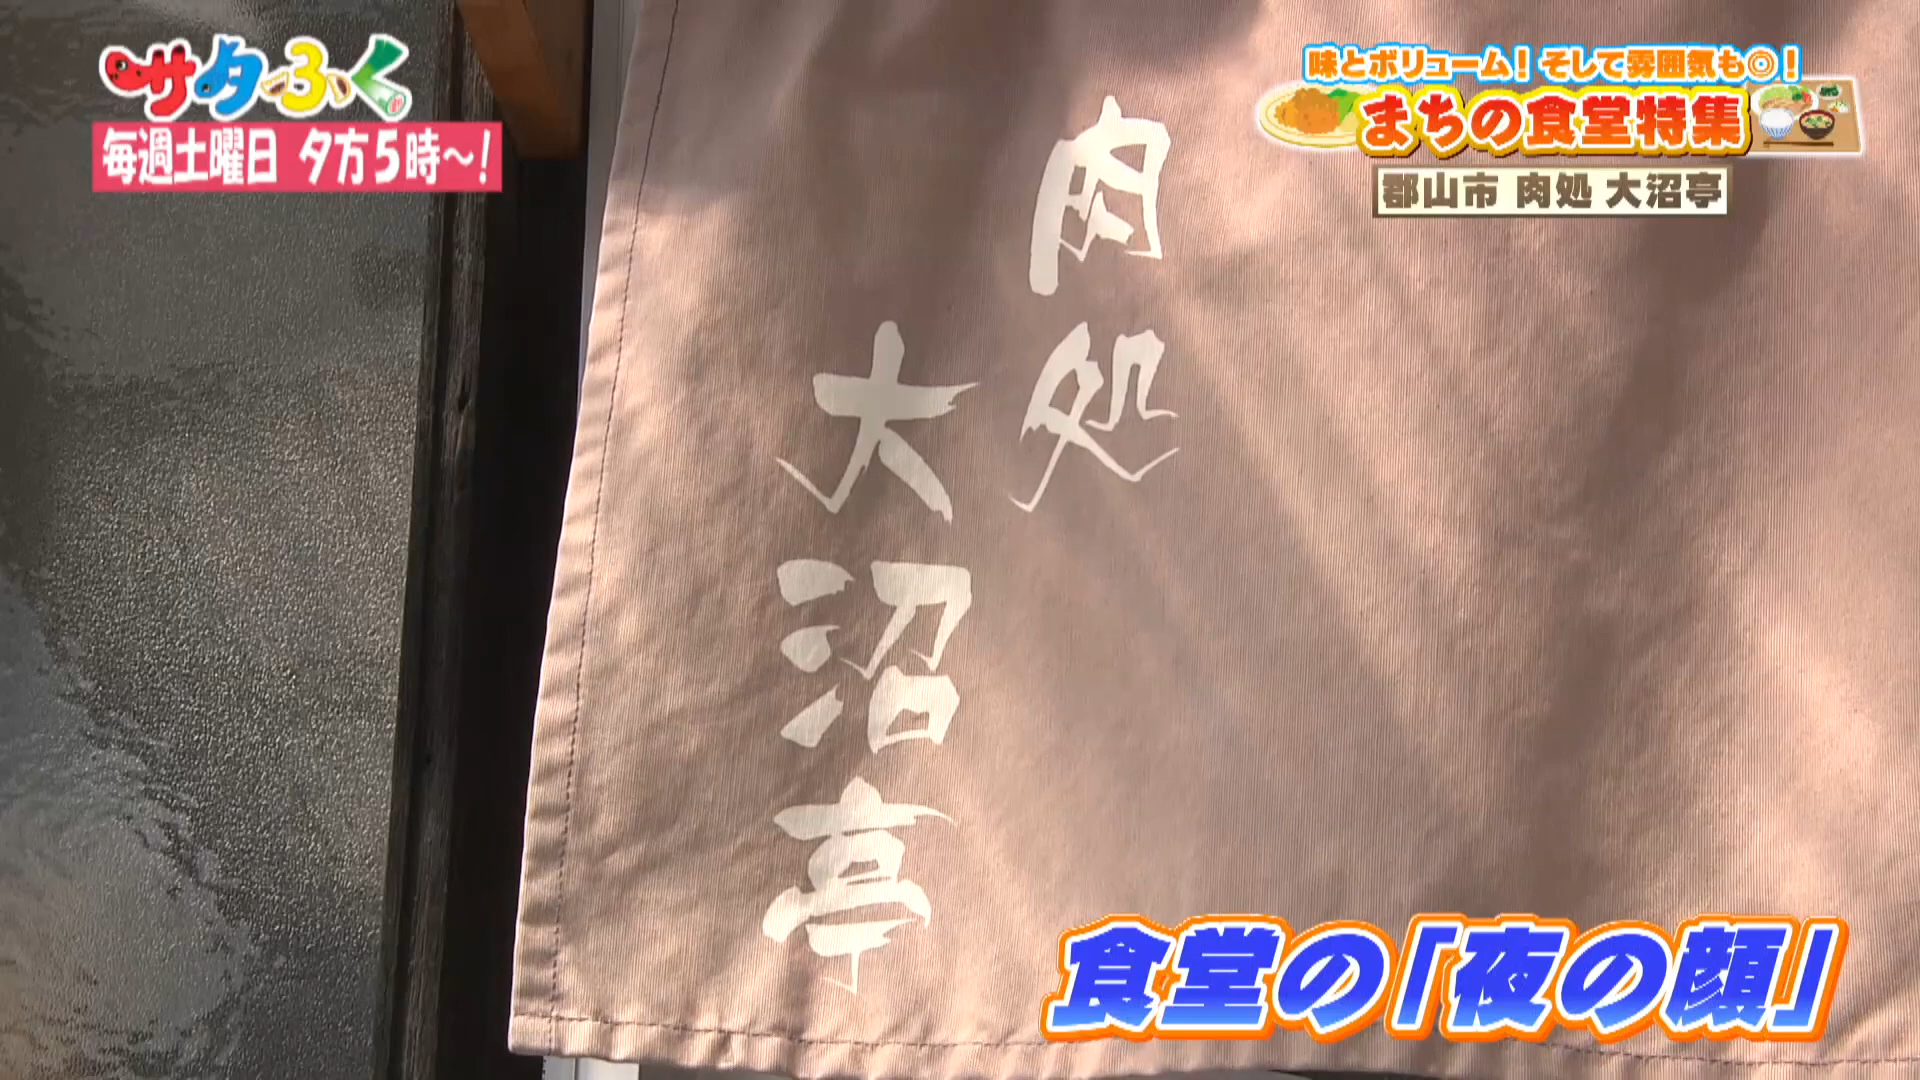 サタふく
毎週土曜日 夕方5時〜!
味とボリューム!そして雰囲気も◎!
まちの食堂特集
郡山市 肉処 大沼亭
肉処
大沼亭
食堂の「夜の顔」